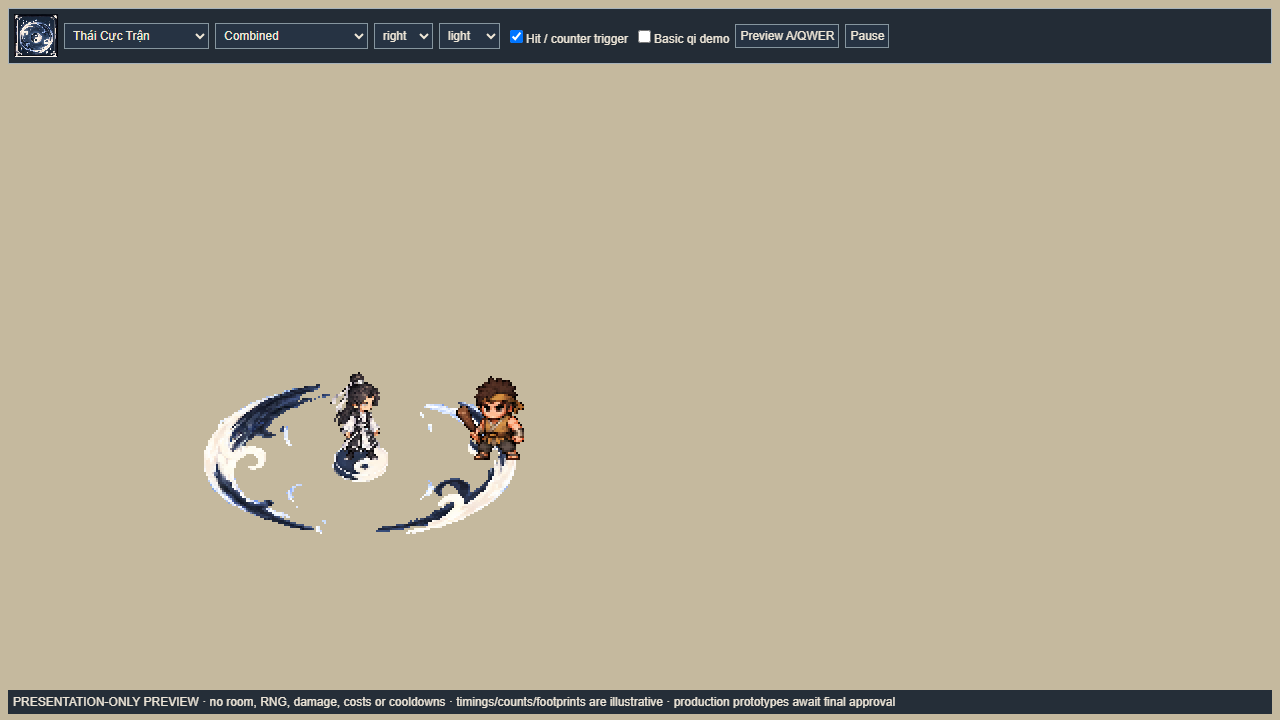 Thái Cực Trận Combined right light Hit / counter trigger Basic qi demo Preview A/QWER Pause
PRESENTATION-ONLY PREVIEW · no room, RNG, damage, costs or cooldowns · timings/counts/footprints are illustrative · production prototypes await final approval